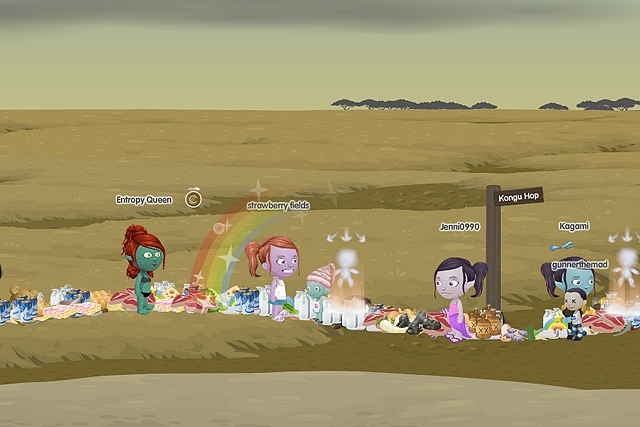 Kongu Hop
Entropy Queen
strawberry fields
Jenni0990
Kagami
gunnerthemad